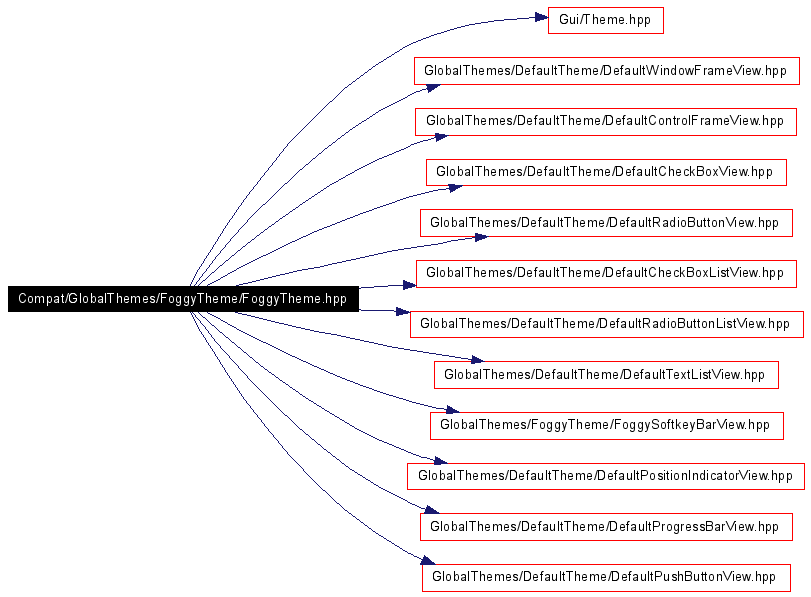 Gui/Theme.hpp
GlobalThemes/DefaultTheme/DefaultWindowFrameView.hpp
GlobalThemes/DefaultTheme/DefaultControlFrameView.hpp
GlobalThemes/DefaultTheme/DefaultCheckBoxView.hpp
GlobalThemes/DefaultTheme/DefaultRadioButtonView.hpp
GlobalThemes/DefaultTheme/DefaultCheckBoxListView.hpp
Compat/GlobalThemes/FoggyTheme/FoggyTheme.hpp
GlobalThemes/DefaultTheme/DefaultRadioButtonListView.hpp
GlobalThemes/DefaultTheme/DefaultTextListView.hpp
GlobalThemes/FoggyTheme/FoggySoftkeyBarView.hpp
GlobalThemes/DefaultTheme/DefaultPositionIndicatorView.hpp
GlobalThemes/DefaultTheme/DefaultProgressBarView.hpp
GlobalThemes/DefaultTheme/DefaultPushButtonView.hpp